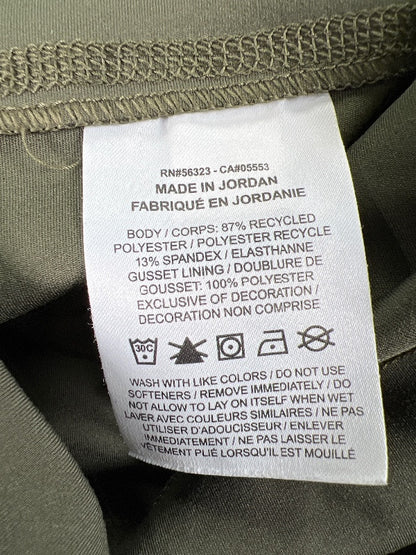 RN#56323 - CA#05553
MADE IN JORDAN
FABRIQUÉ EN JORDANIE
BODY / CORPS: 87% RECYCLED
POLYESTER / POLYESTER RECYCLE
13% SPANDEX / ELASTHANNE
GUSSET LINING / DOUBLURE DE
GOUSSET: 100% POLYESTER
EXCLUSIVE OF DECORATION /
DECORATION NON COMPRISE
30C
WASH WITH LIKE COLORS / DO NOT USE
SOFTENERS / REMOVE IMMEDIATELY / DO
NOT ALLOW TO LAY ON ITSELF WHEN WET
LAVER AVEC COULEURS SIMILAIRES / NE PAS
UTILISER D'ADOUCISSEUR / ENLEVER
IMMÉDIATEMENT / NE PAS LAISSER LE
VÊTEMENT PLIÉ LORSQU'IL EST MOUILLÉ